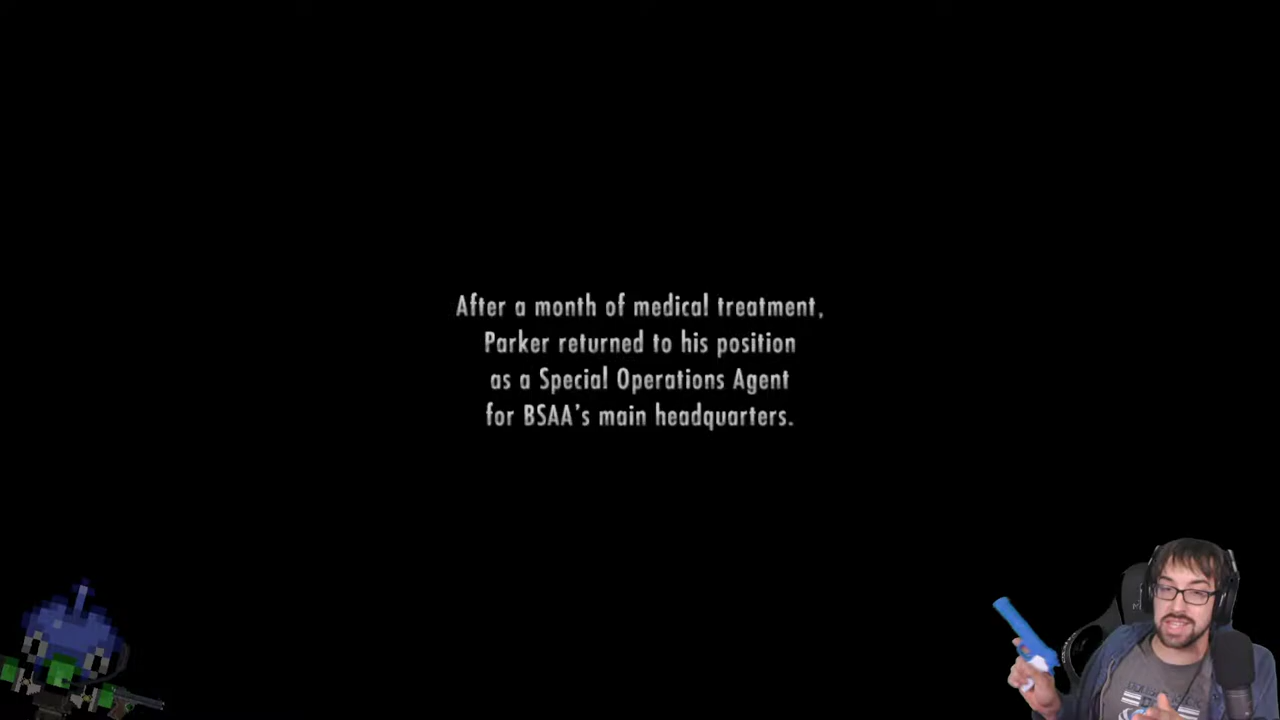 After a month of medical treatment,
Parker returned to his position
as a Special Operations Agent
for BSAA's main headquarters.